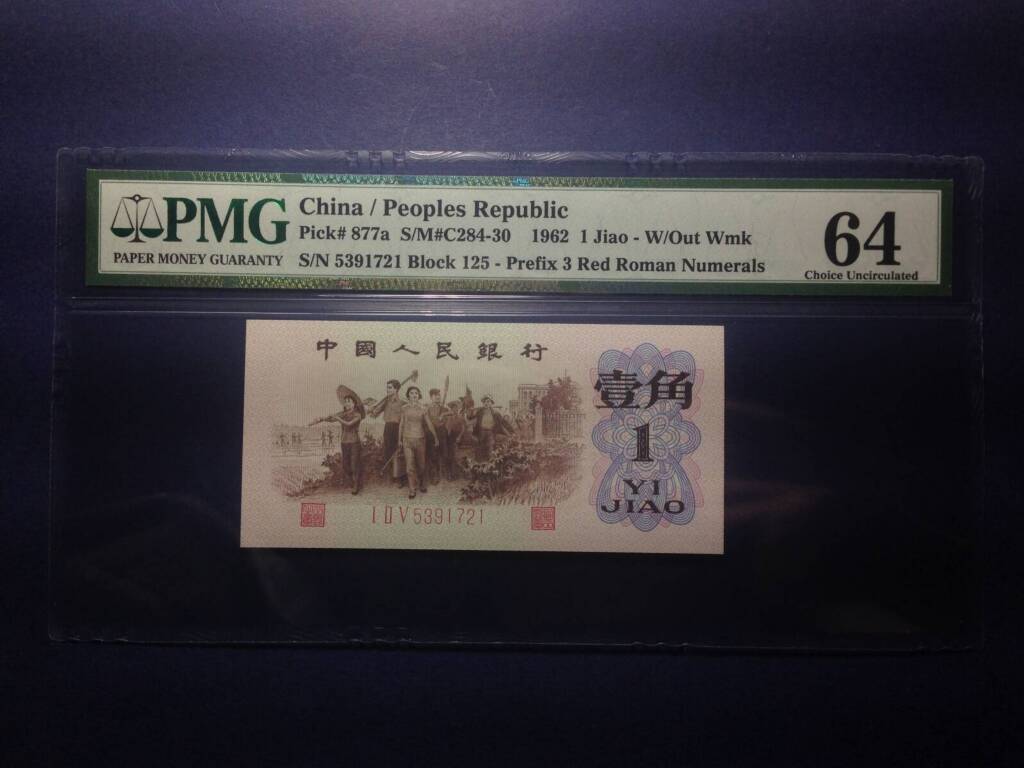 PMG
PAPER MONEY GUARANTY
China / Peoples Republic
Pick# 877a S/M#C284-30 1962 1 Jiao - W/Out Wmk
S/N 5391721 Block 125 - Prefix 3 Red Roman Numerals
64
Choice Uncirculated
中國人民銀行
壹角
1
YI
JIAO
I II V 5391721